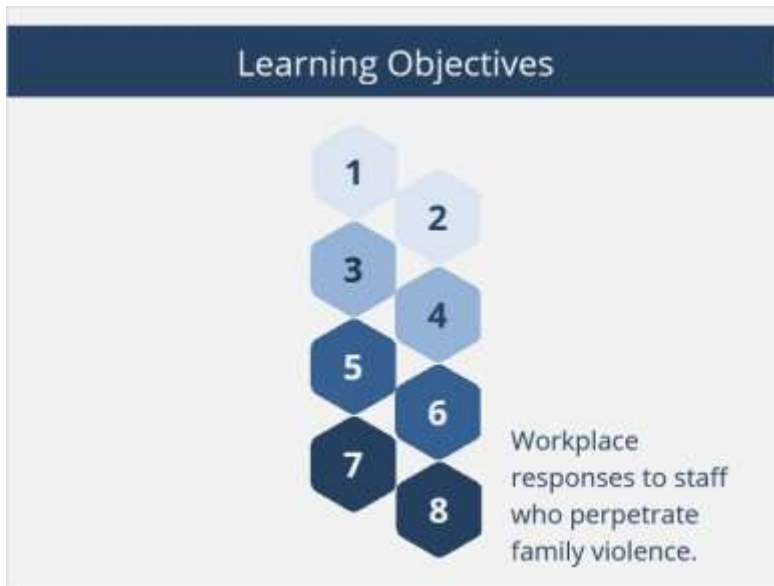 Learning Objectives
1
2
3
4
5
6
7
8
Workplace
responses to staff
who perpetrate
family violence.